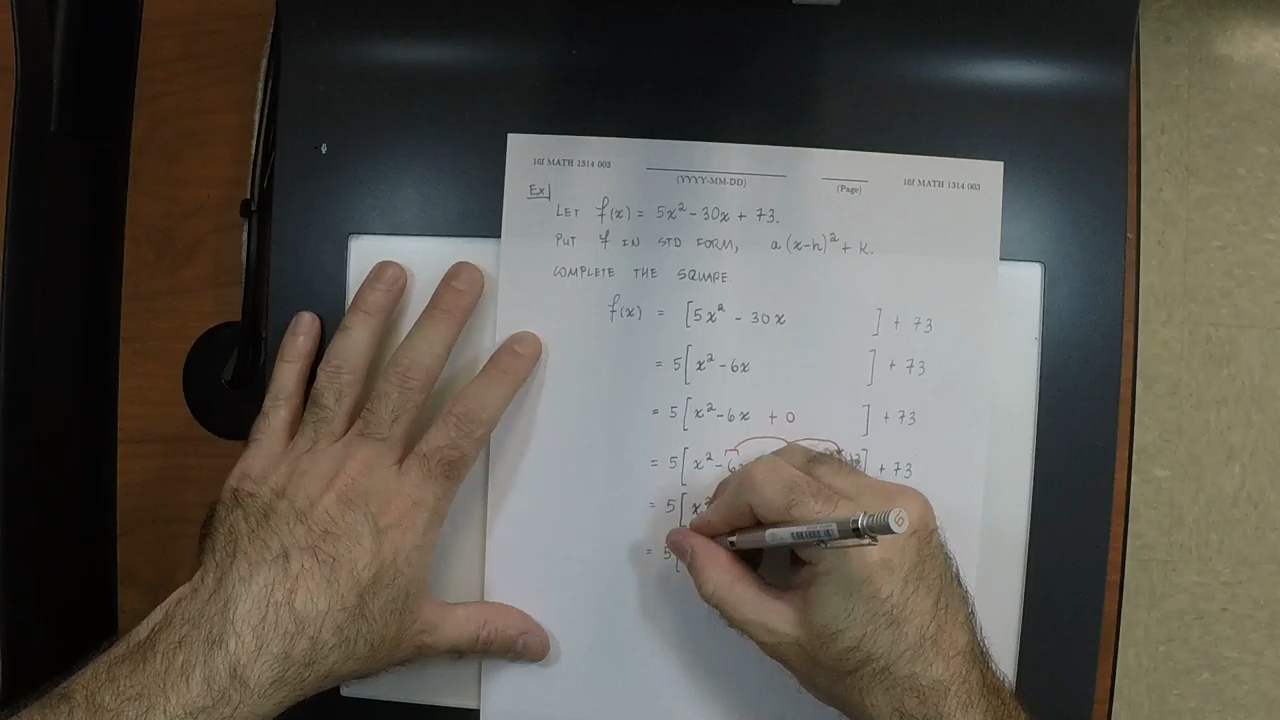 16f MATH 1314 003 (YYYY-MM-DD) (Page) 16f MATH 1314 003
Ex
LET f(x) = 5x² - 30x + 73.
PUT f IN STD FORM, a(x-h)² + k.
COMPLETE THE SQUARE.
f(x) = [5x² - 30x ] + 73
= 5[x² - 6x ] + 73
= 5[x² - 6x + 0 ] + 73
= 5[x² - 6x ] + 73
= 5[x²
= 5[